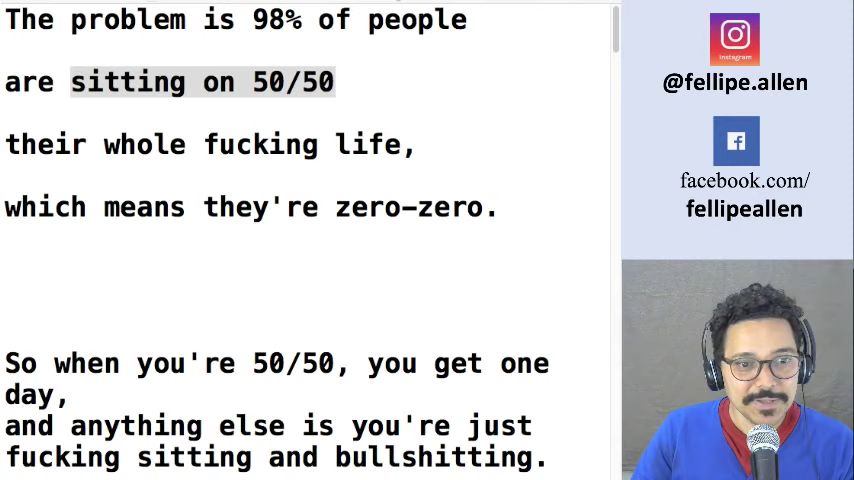 The problem is 98% of people
are sitting on 50/50
their whole fucking life,
which means they're zero-zero.
So when you're 50/50, you get one
day,
and anything else is you're just
fucking sitting and bullshitting.
Instagram
@fellipe.allen
facebook.com/
fellipeallen